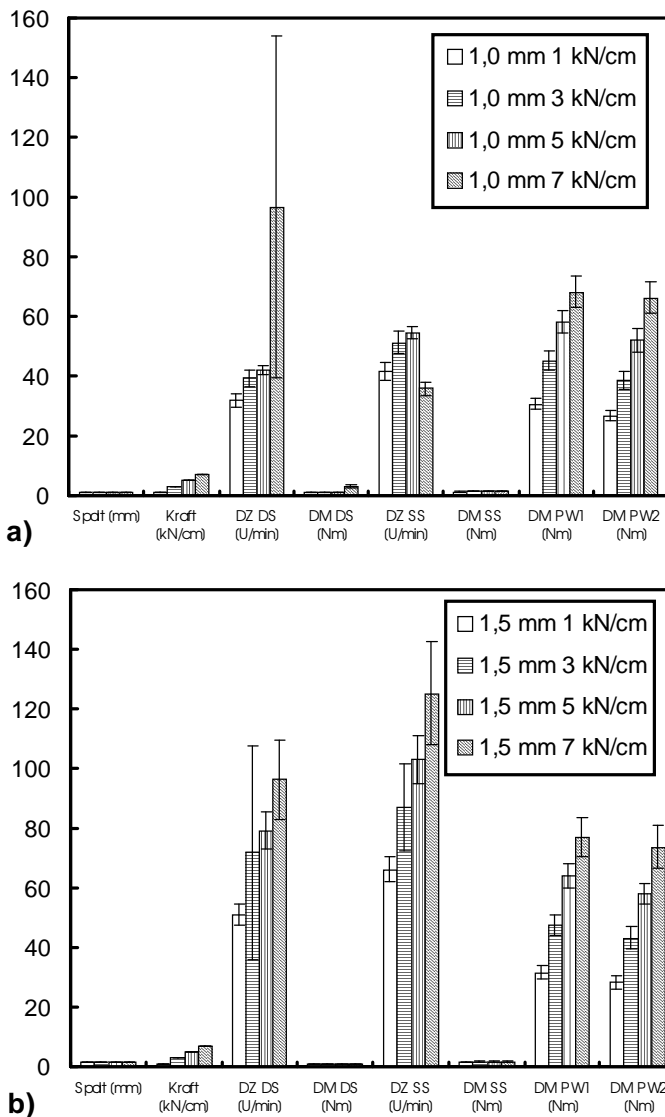 160
140
120
100
80
60
40
20
0
1,0 mm 1 kN/cm
1,0 mm 3 kN/cm
1,0 mm 5 kN/cm
1,0 mm 7 kN/cm
Spalt (mm) Kraft DZ DS DM DS DZ SS DM SS DM PW1 DM PW2
(kN/cm) (U/min) (Nm) (U/min) (Nm) (Nm) (Nm)
a)
160
140
120
100
80
60
40
20
0
1,5 mm 1 kN/cm
1,5 mm 3 kN/cm
1,5 mm 5 kN/cm
1,5 mm 7 kN/cm
Spalt (mm) Kraft DZ DS DM DS DZ SS DM SS DM PW1 DM PW2
(kN/cm) (U/min) (Nm) (U/min) (Nm) (Nm) (Nm)
b)